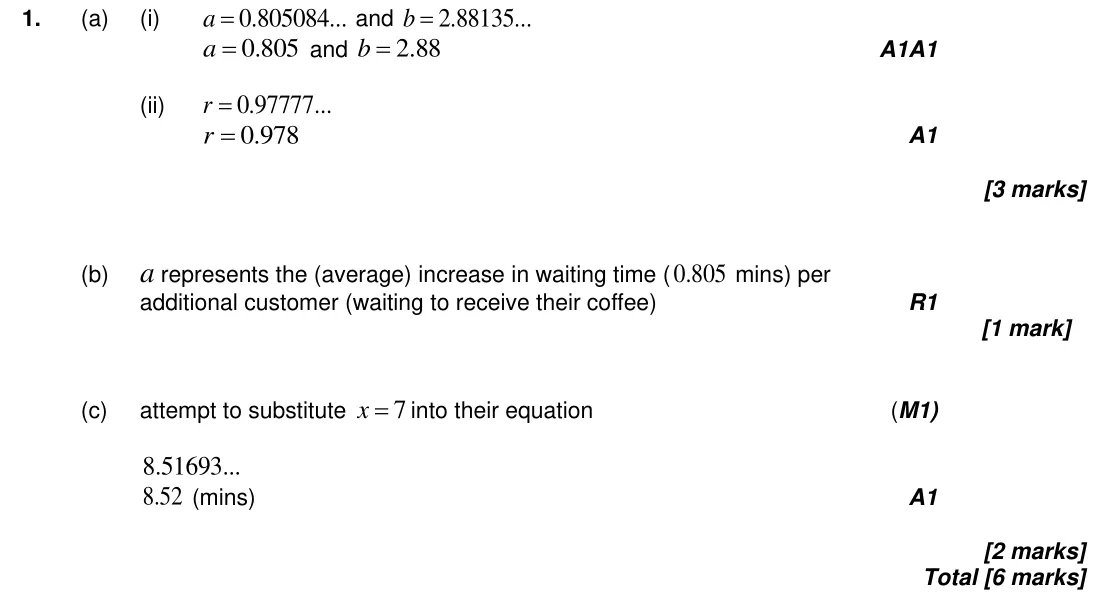 1. (a) (i) a = 0.805084... and b = 2.88135...
a = 0.805 and b = 2.88 A1A1
(ii) r = 0.97777...
r = 0.978 A1
[3 marks]
(b) a represents the (average) increase in waiting time (0.805 mins) per
additional customer (waiting to receive their coffee) R1
[1 mark]
(c) attempt to substitute x = 7 into their equation (M1)
8.51693...
8.52 (mins) A1
[2 marks]
Total [6 marks]